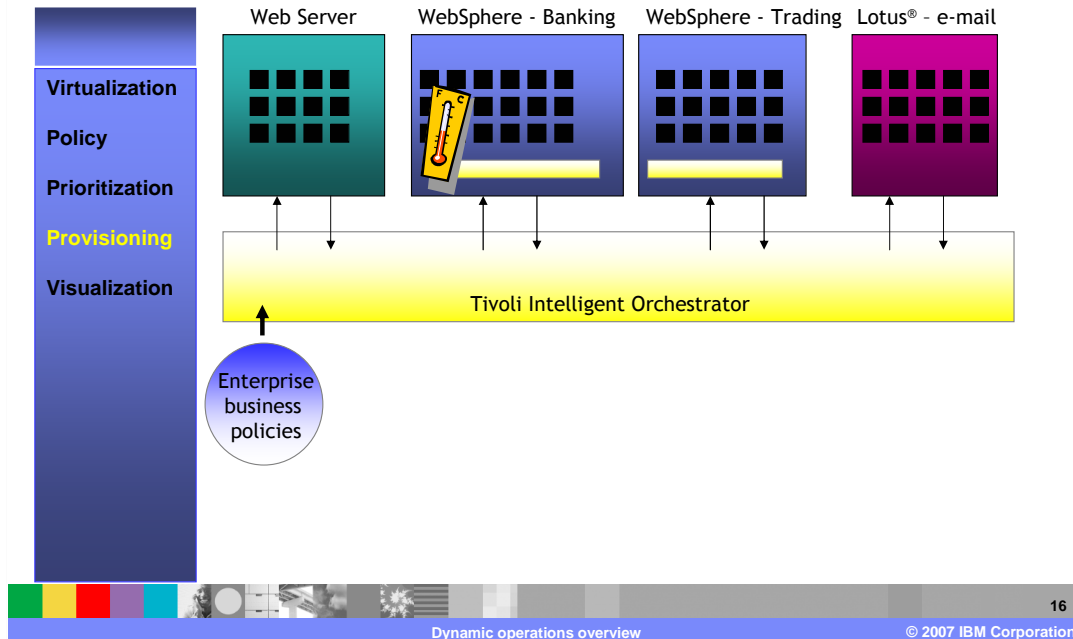 Web Server
WebSphere - Banking
WebSphere - Trading
Lotus® – e-mail
Virtualization
Policy
Prioritization
Provisioning
Visualization
F C
Tivoli Intelligent Orchestrator
Enterprise
business
policies
16
Dynamic operations overview
© 2007 IBM Corporation